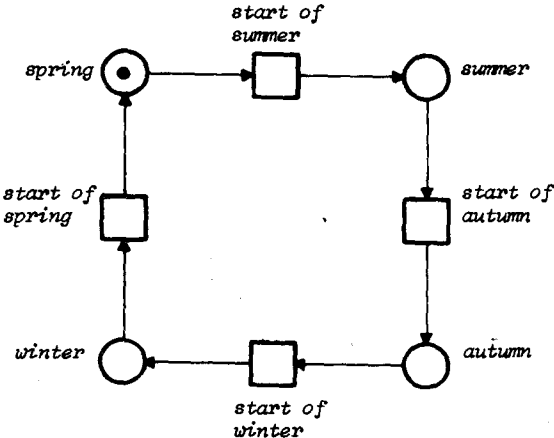 start of
summer
spring
summer
start of
spring
start of
autumn
winter
autumn
start of
winter